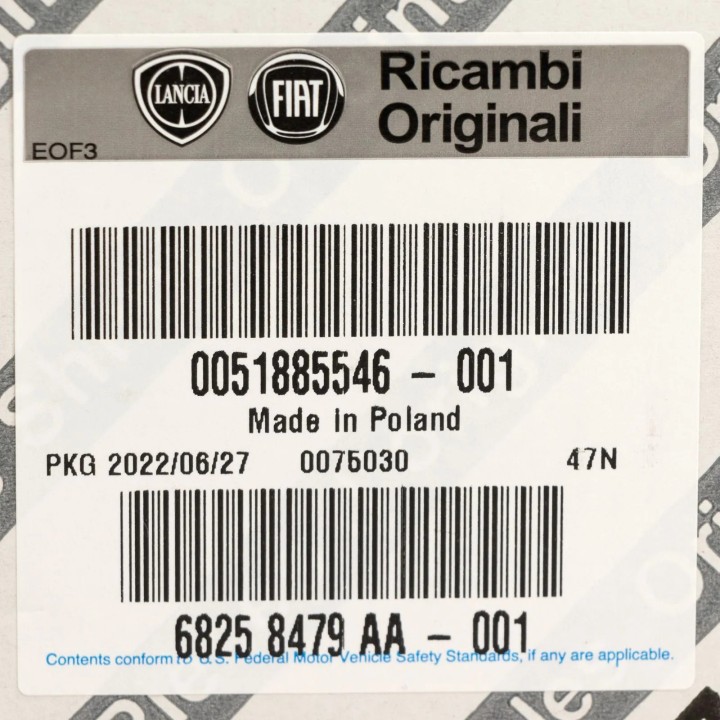 LANCIA
FIAT
Ricambi
Originali
EOF3
0051885546 - 001
Made in Poland
PKG 2022/06/27 0075030 47N
6825 8479 AA - 001
Contents conform to U.S. Federal Motor Vehicle Safety Standards, if any are applicable.